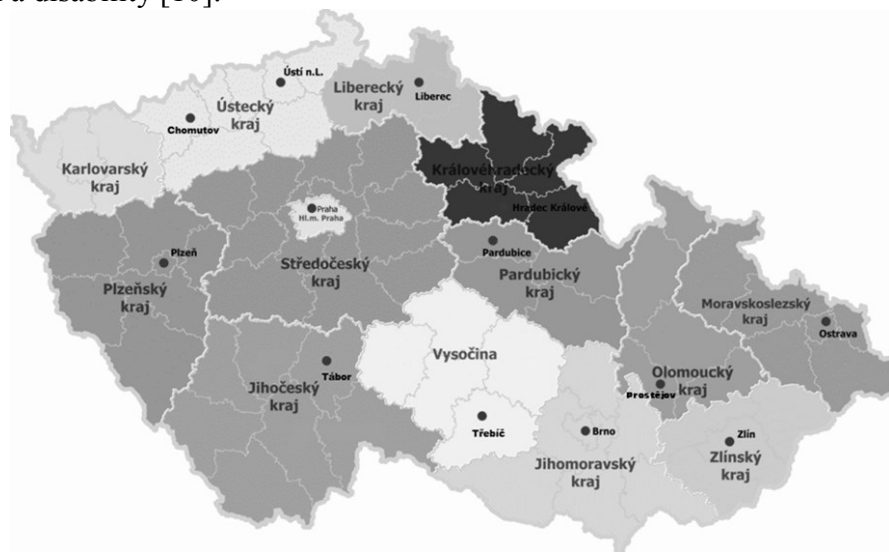 a disability [10].
Ústí n.L.
Liberecký
kraj
Liberec
Ústecký
kraj
Chomutov
Karlovarský
kraj
Královéhradecký
kraj
Hradec Králové
Praha
Hl.m. Praha
Plzeň
Plzeňský
kraj
Středočeský
kraj
Pardubice
Pardubický
kraj
Moravskoslezský
kraj
Ostrava
Vysočina
Jihočeský
kraj
Tábor
Olomoucký
kraj
Prostějov
Třebíč
Brno
Jihomoravský
kraj
Zlín
Zlínský
kraj